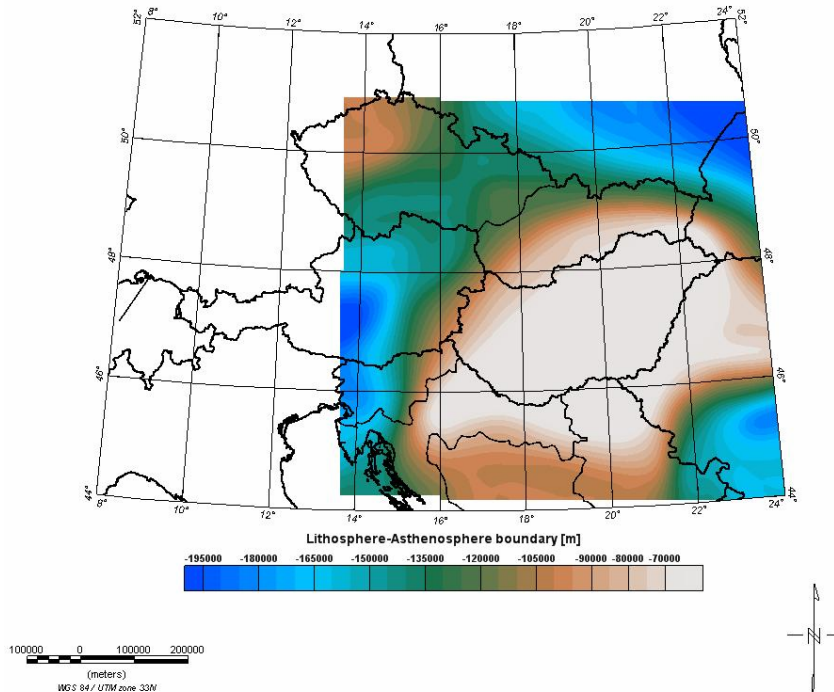 8° 10° 12° 14° 16° 18° 20° 22° 24°
52° 52°
50° 50°
48° 48°
46° 46°
44° 44°
8° 10° 12° 14° 16° 18° 20° 22° 24°
Lithosphere-Asthenosphere boundary [m]
-195000 -180000 -165000 -150000 -135000 -120000 -105000 -90000 -80000 -70000
N
100000 0 100000 200000
(meters)
WGS 84 / UTM zone 33N